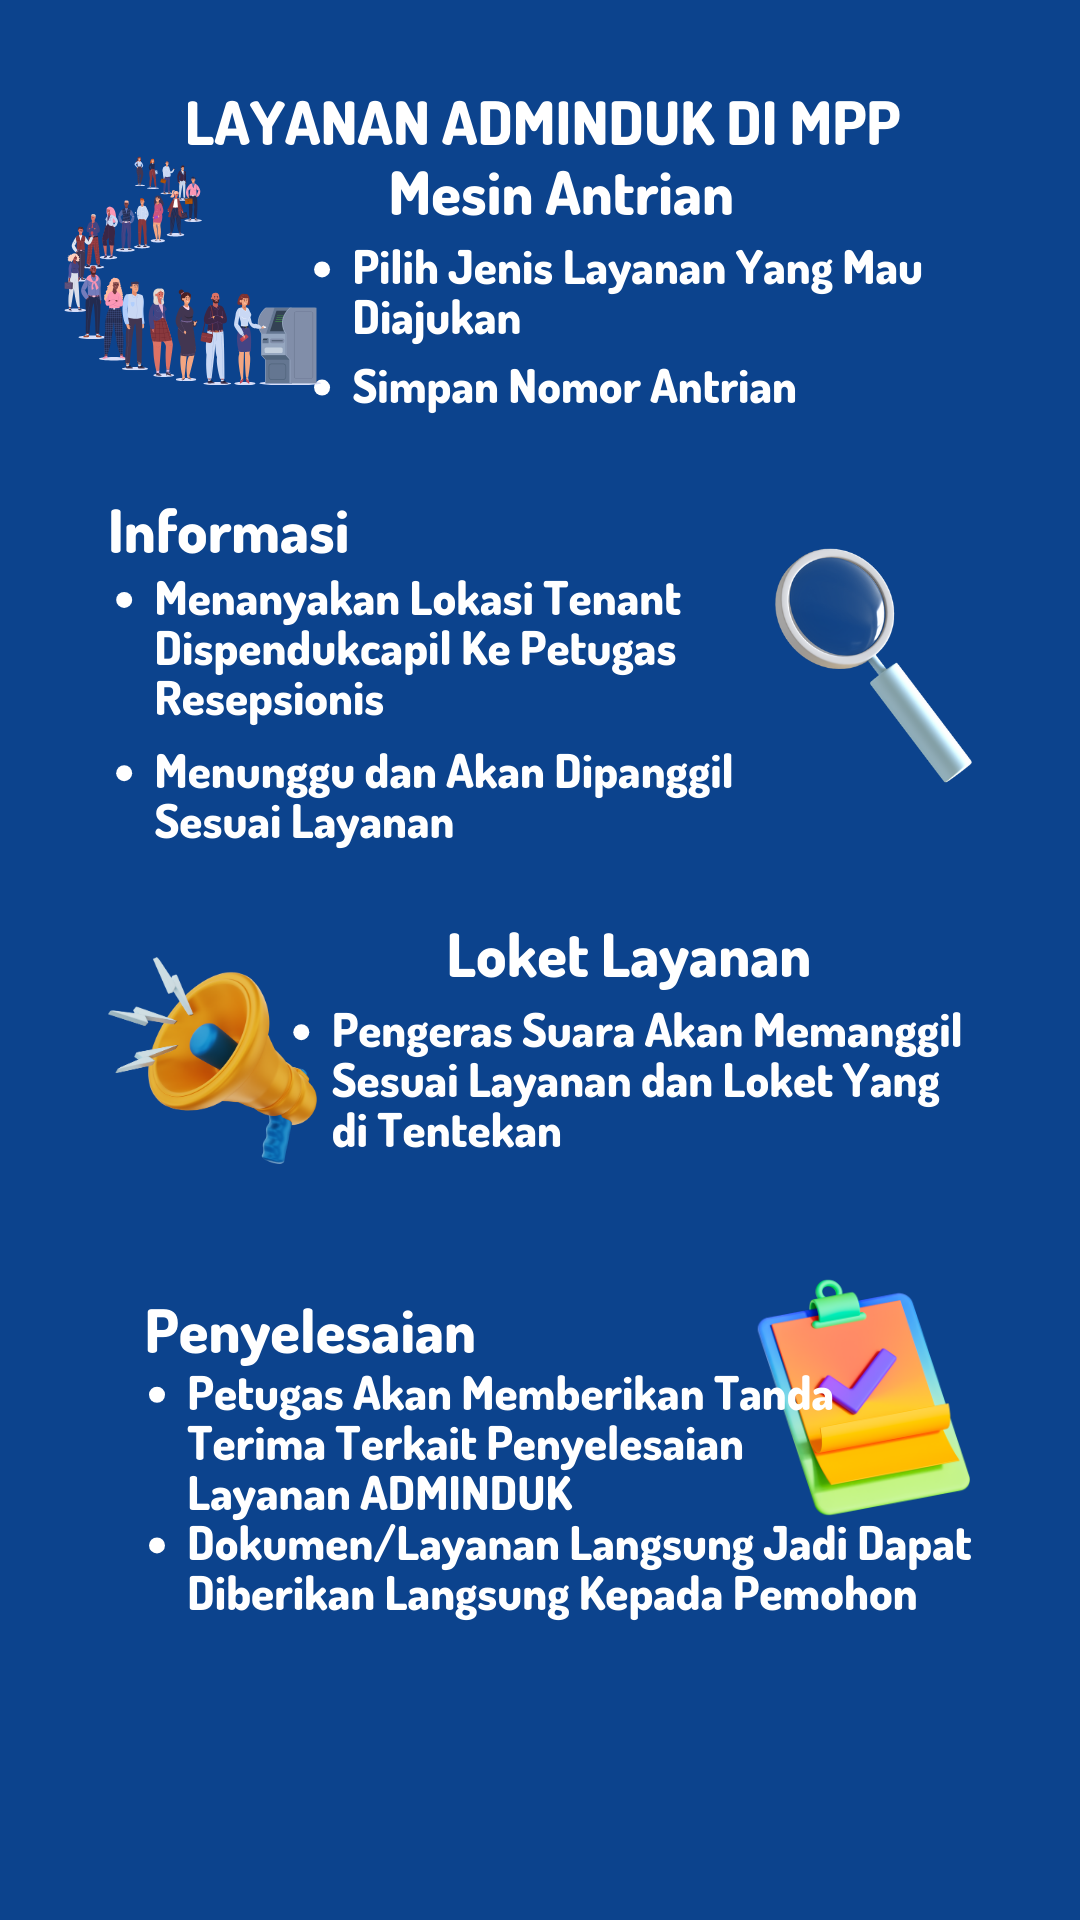 LAYANAN ADMINDUK DI MPP
Mesin Antrian
• Pilih Jenis Layanan Yang Mau
Diajukan
• Simpan Nomor Antrian
Informasi
• Menanyakan Lokasi Tenant
Dispendukcapil Ke Petugas
Resepsionis
• Menunggu dan Akan Dipanggil
Sesuai Layanan
Loket Layanan
• Pengeras Suara Akan Memanggil
Sesuai Layanan dan Loket Yang
di Tentekan
Penyelesaian
• Petugas Akan Memberikan Tanda
Terima Terkait Penyelesaian
Layanan ADMINDUK
• Dokumen/Layanan Langsung Jadi Dapat
Diberikan Langsung Kepada Pemohon